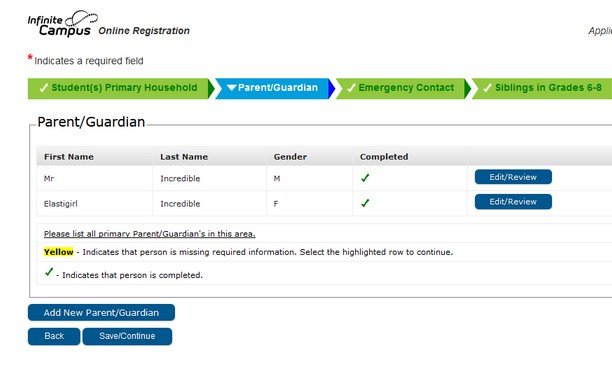 Infinite
Campus Online Registration
Appli
*Indicates a required field
Student(s) Primary Household Parent/Guardian Emergency Contact Siblings in Grades 6-8
Parent/Guardian
First Name Last Name Gender Completed
Mr Incredible M ✓ Edit/Review
Elastigirl Incredible F ✓ Edit/Review
Please list all primary Parent/Guardian's in this area.
Yellow - Indicates that person is missing required information. Select the highlighted row to continue.
✓ - Indicates that person is completed.
Add New Parent/Guardian
Back Save/Continue